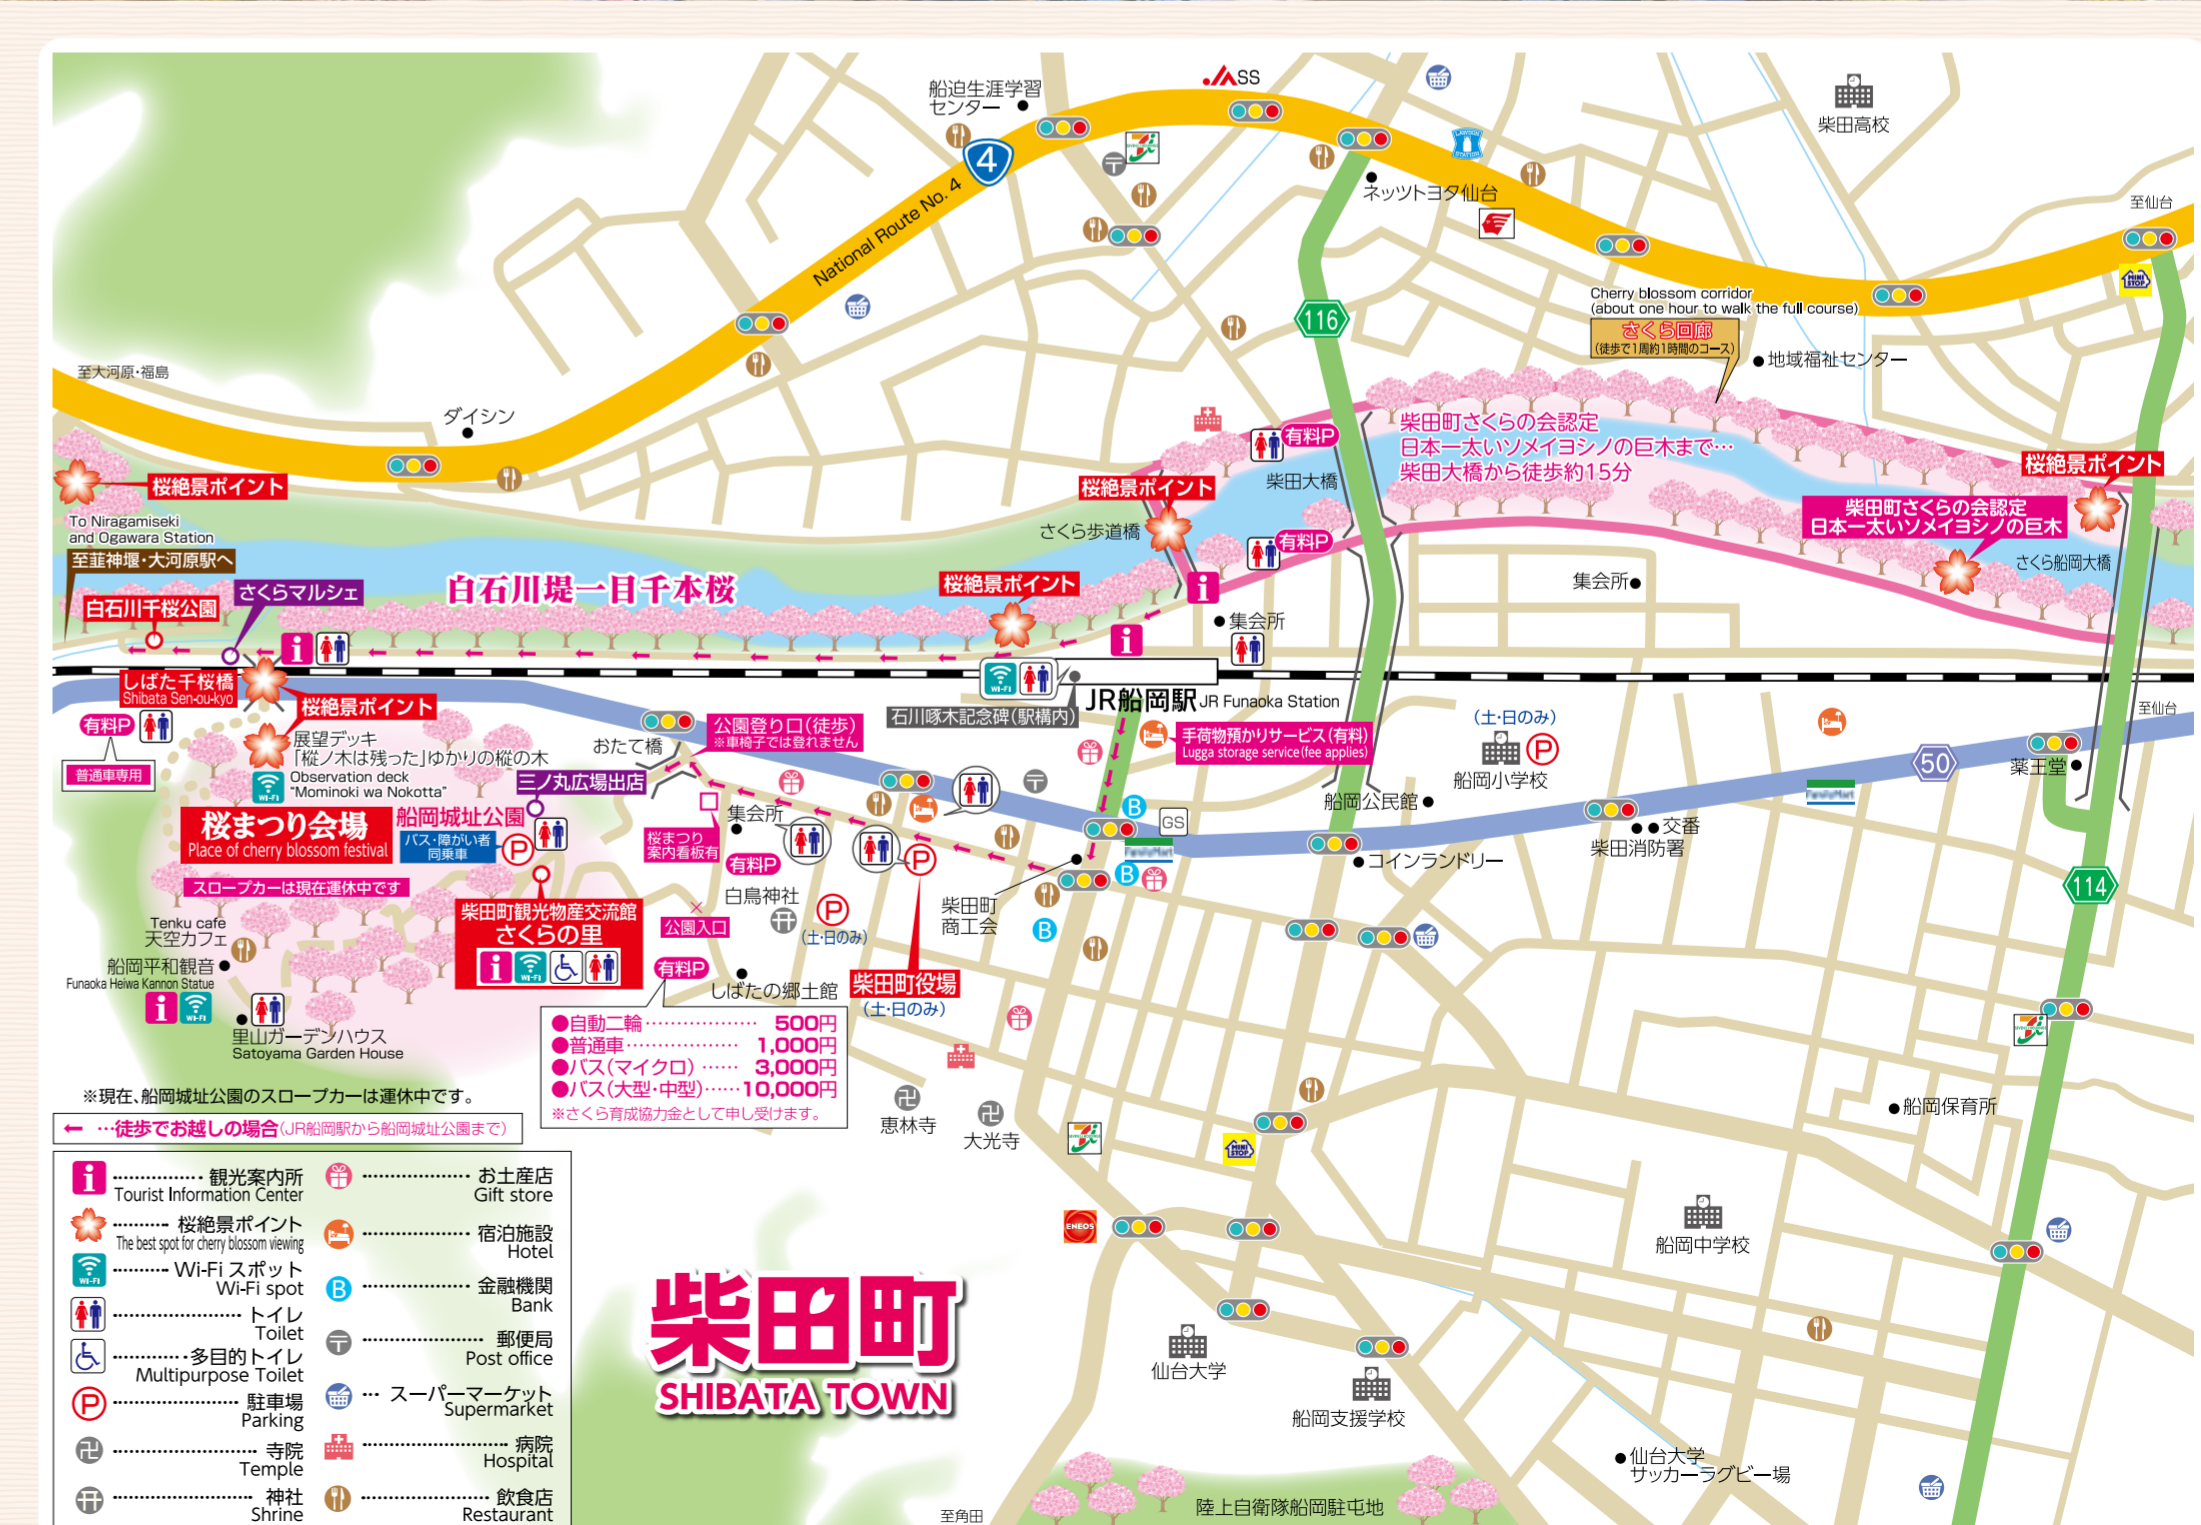 船迫生涯学習
センター
SS
柴田高校
4
National Route No. 4
LAWSON
STATION
ネッツトヨタ仙台
至仙台
MINI
STOP
116
Cherry blossom corridor
(about one hour to walk the full course)
さくら回廊
(徒歩で1周約1時間のコース)
地域福祉センター
至大河原・福島
ダイシン
有料P
柴田大橋
柴田町さくらの会認定
日本一太いソメイヨシノの巨木まで…
柴田大橋から徒歩約15分
桜絶景ポイント
桜絶景ポイント
桜絶景ポイント
柴田町さくらの会認定
日本一太いソメイヨシノの巨木
さくら船岡大橋
To Niragamiseki
and Ogawara Station
至韮神堰・大河原駅へ
さくら歩道橋
有料P
さくらマルシェ
白石川堤一目千本桜
桜絶景ポイント
白石川千桜公園
集会所
集会所
しばた千桜橋
Shibata Sen-ou-kyo
WI-FI
JR船岡駅 JR Funaoka Station
石川啄木記念碑(駅構内)
桜絶景ポイント
有料P
普通車専用
展望デッキ
「樅ノ木は残った」ゆかりの樅の木
Observation deck
"Mominoki wa Nokotta"
WI-FI
おたて橋
公園登り口(徒歩)
※車椅子では登れません
手荷物預かりサービス(有料)
Lugga storage service(fee applies)
(土・日のみ)
P
船岡小学校
至仙台
50
薬王堂
三ノ丸広場出店
桜まつり会場
Place of cherry blossom festival
船岡城址公園
バス・障がい者
同乗車
P
スロープカーは現在運休中です
集会所
桜まつり
案内看板有
有料P
P
B
GS
FamilyMart
B
船岡公民館
コインランドリー
FamilyMart
交番
柴田消防署
114
柴田町観光物産交流館
さくらの里
WI-FI
Tenku cafe
天空カフェ
船岡平和観音
Funaoka Heiwa Kannon Statue
WI-FI
里山ガーデンハウス
Satoyama Garden House
白鳥神社
P
(土・日のみ)
公園入口
有料P
しばたの郷土館
柴田町役場
(土・日のみ)
柴田町
商工会
B
●自動二輪………………500円
●普通車………………1,000円
●バス(マイクロ)……3,000円
●バス(大型・中型)……10,000円
※さくら育成協力金として申し受けます。
※現在、船岡城址公園のスロープカーは運休中です。
←…徒歩でお越しの場合(JR船岡駅から船岡城址公園まで)
恵林寺
大光寺
MINI
STOP
ENEOS
船岡保育所
船岡中学校
仙台大学
船岡支援学校
仙台大学
サッカーラグビー場
陸上自衛隊船岡駐屯地
至角田
柴田町
SHIBATA TOWN
観光案内所
Tourist Information Center
桜絶景ポイント
The best spot for cherry blossom viewing
WI-FI
Wi-Fi スポット
Wi-Fi spot
トイレ
Toilet
多目的トイレ
Multipurpose Toilet
P
駐車場
Parking
寺院
Temple
神社
Shrine
お土産店
Gift store
宿泊施設
Hotel
B
金融機関
Bank
郵便局
Post office
スーパーマーケット
Supermarket
病院
Hospital
飲食店
Restaurant